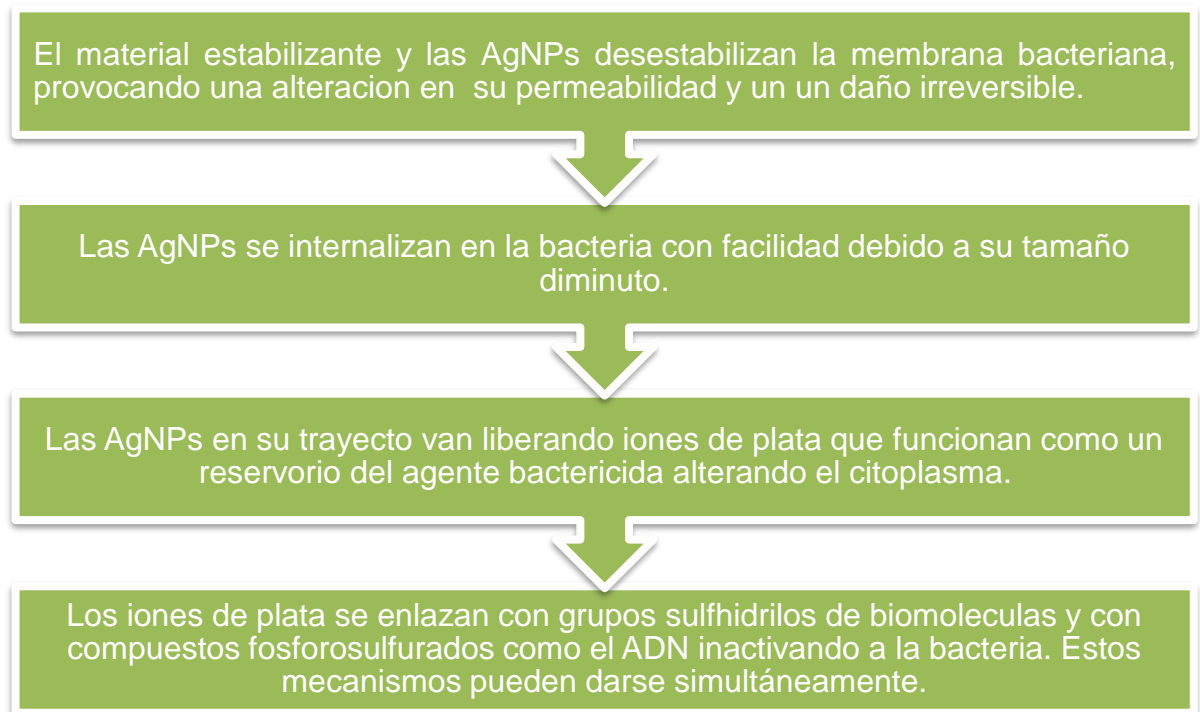 El material estabilizante y las AgNPs desestabilizan la membrana bacteriana,
provocando una alteracion en su permeabilidad y un un daño irreversible.
Las AgNPs se internalizan en la bacteria con facilidad debido a su tamaño
diminuto.
Las AgNPs en su trayecto van liberando iones de plata que funcionan como un
reservorio del agente bactericida alterando el citoplasma.
Los iones de plata se enlazan con grupos sulfhidrilos de biomoleculas y con
compuestos fosforosulfurados como el ADN inactivando a la bacteria. Estos
mecanismos pueden darse simultáneamente.